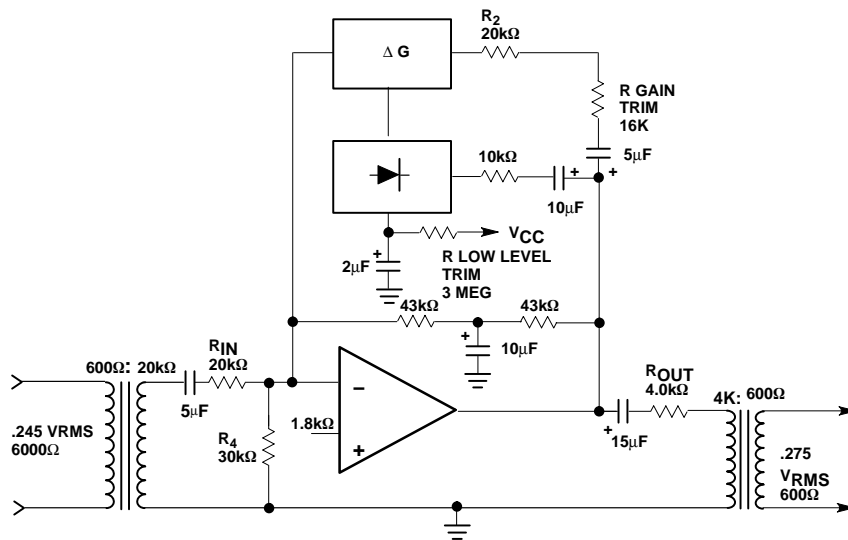 R2
20kΩ
Δ G
R GAIN
TRIM
16K
5µF
+
10kΩ
+
10µF
VCC
+
2µF
R LOW LEVEL
TRIM
3 MEG
43kΩ
43kΩ
+
10µF
600Ω: 20kΩ
RIN
20kΩ
5µF
.245 VRMS
6000Ω
R4
30kΩ
1.8kΩ
−
+
ROUT
4.0kΩ
+
15µF
4K: 600Ω
.275
VRMS
600Ω